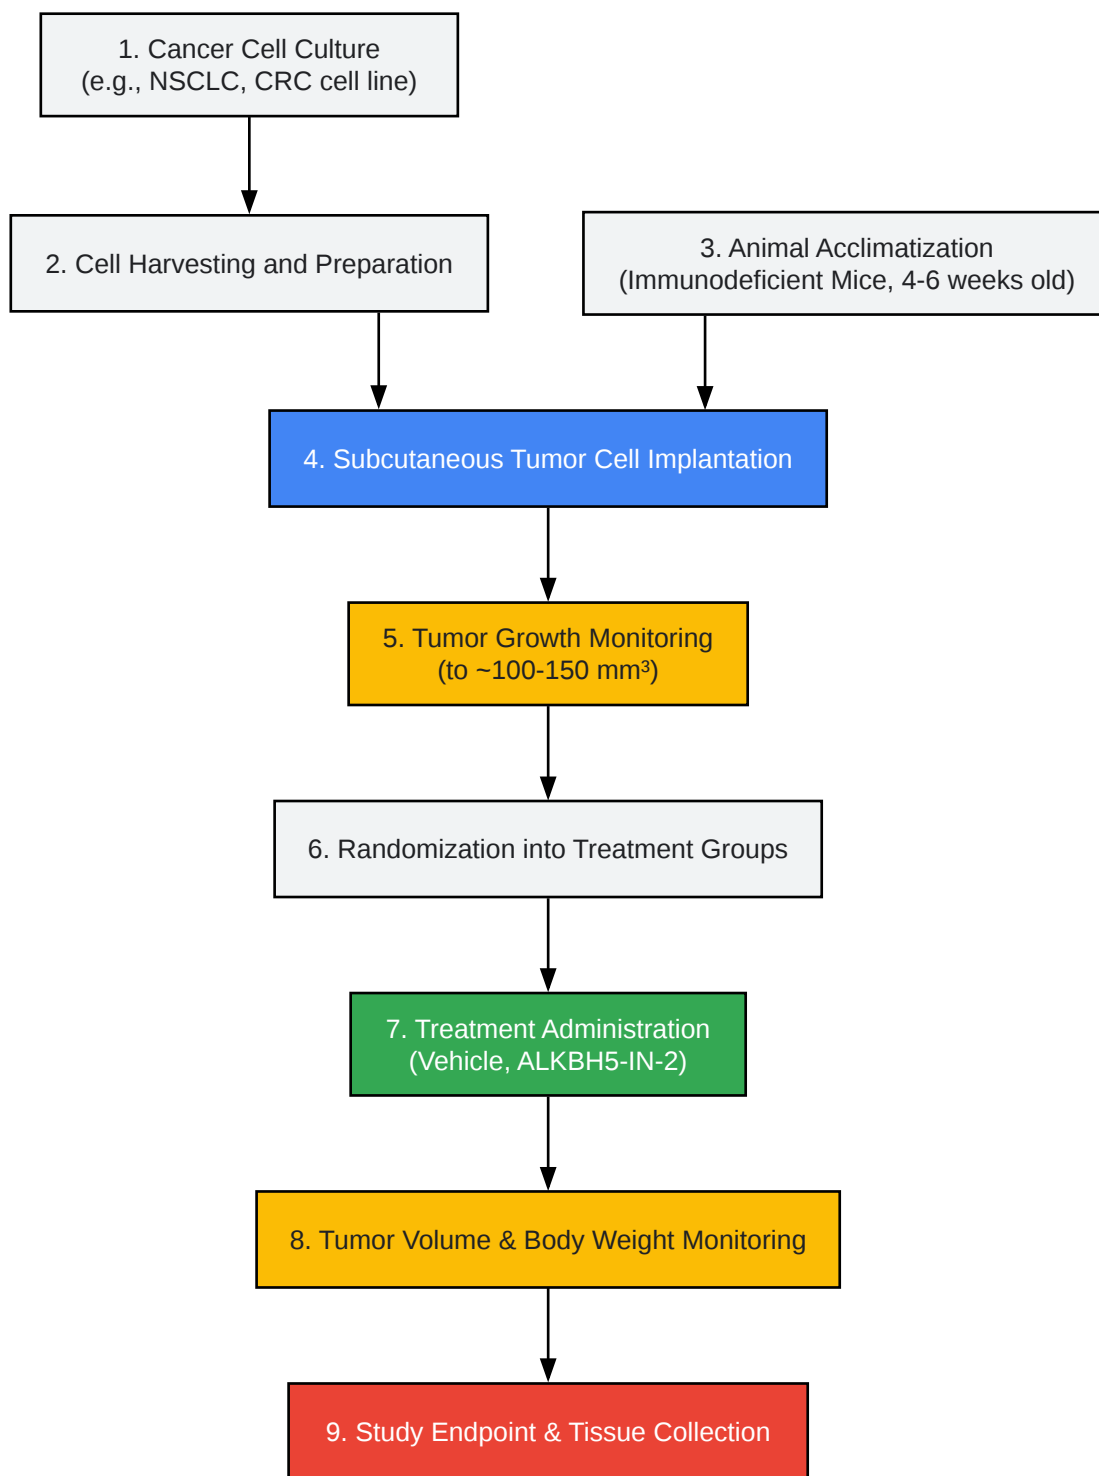 1. Cancer Cell Culture
(e.g., NSCLC, CRC cell line)
2. Cell Harvesting and Preparation
3. Animal Acclimatization
(Immunodeficient Mice, 4-6 weeks old)
4. Subcutaneous Tumor Cell Implantation
5. Tumor Growth Monitoring
(to ~100-150 mm³)
6. Randomization into Treatment Groups
7. Treatment Administration
(Vehicle, ALKBH5-IN-2)
8. Tumor Volume & Body Weight Monitoring
9. Study Endpoint & Tissue Collection